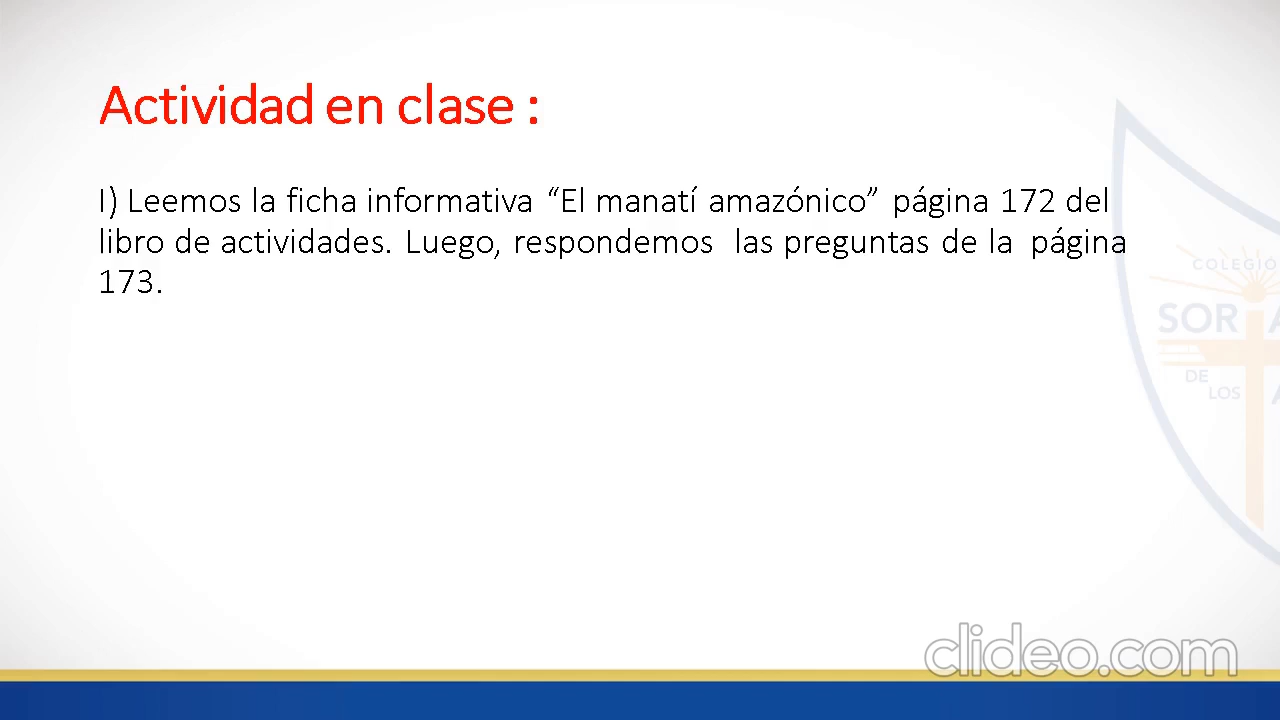 Actividad en clase :
I) Leemos la ficha informativa “El manatí amazónico” página 172 del
libro de actividades. Luego, respondemos las preguntas de la página
173.
COLEGIO
SOR
DE
LOS
clideo.com